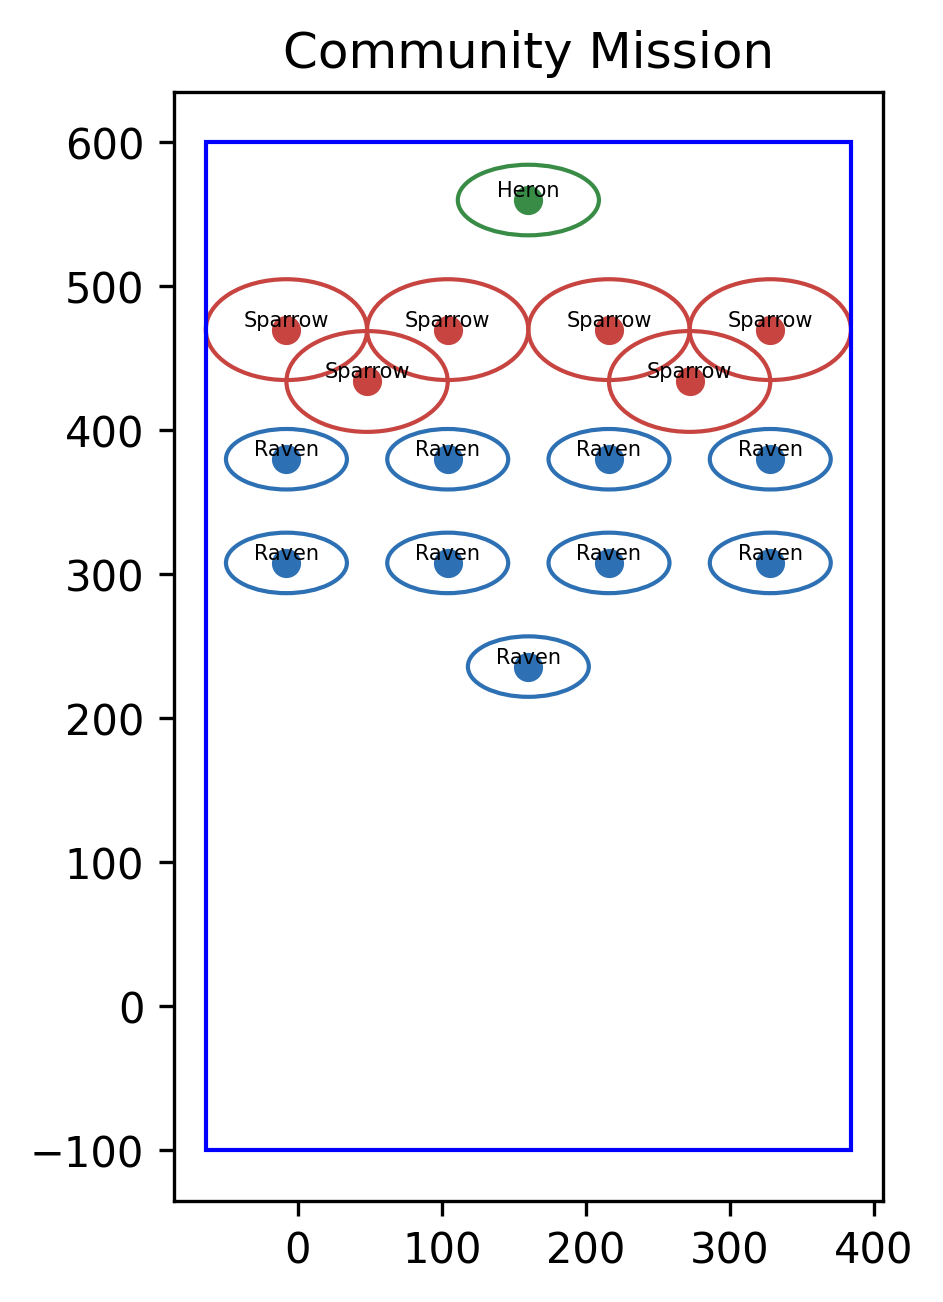 Community Mission
600
Heron
500
Sparrow Sparrow Sparrow Sparrow
Sparrow Sparrow
400
Raven Raven Raven Raven
Raven Raven Raven Raven
300
Raven
200
100
0
−100
0 100 200 300 400